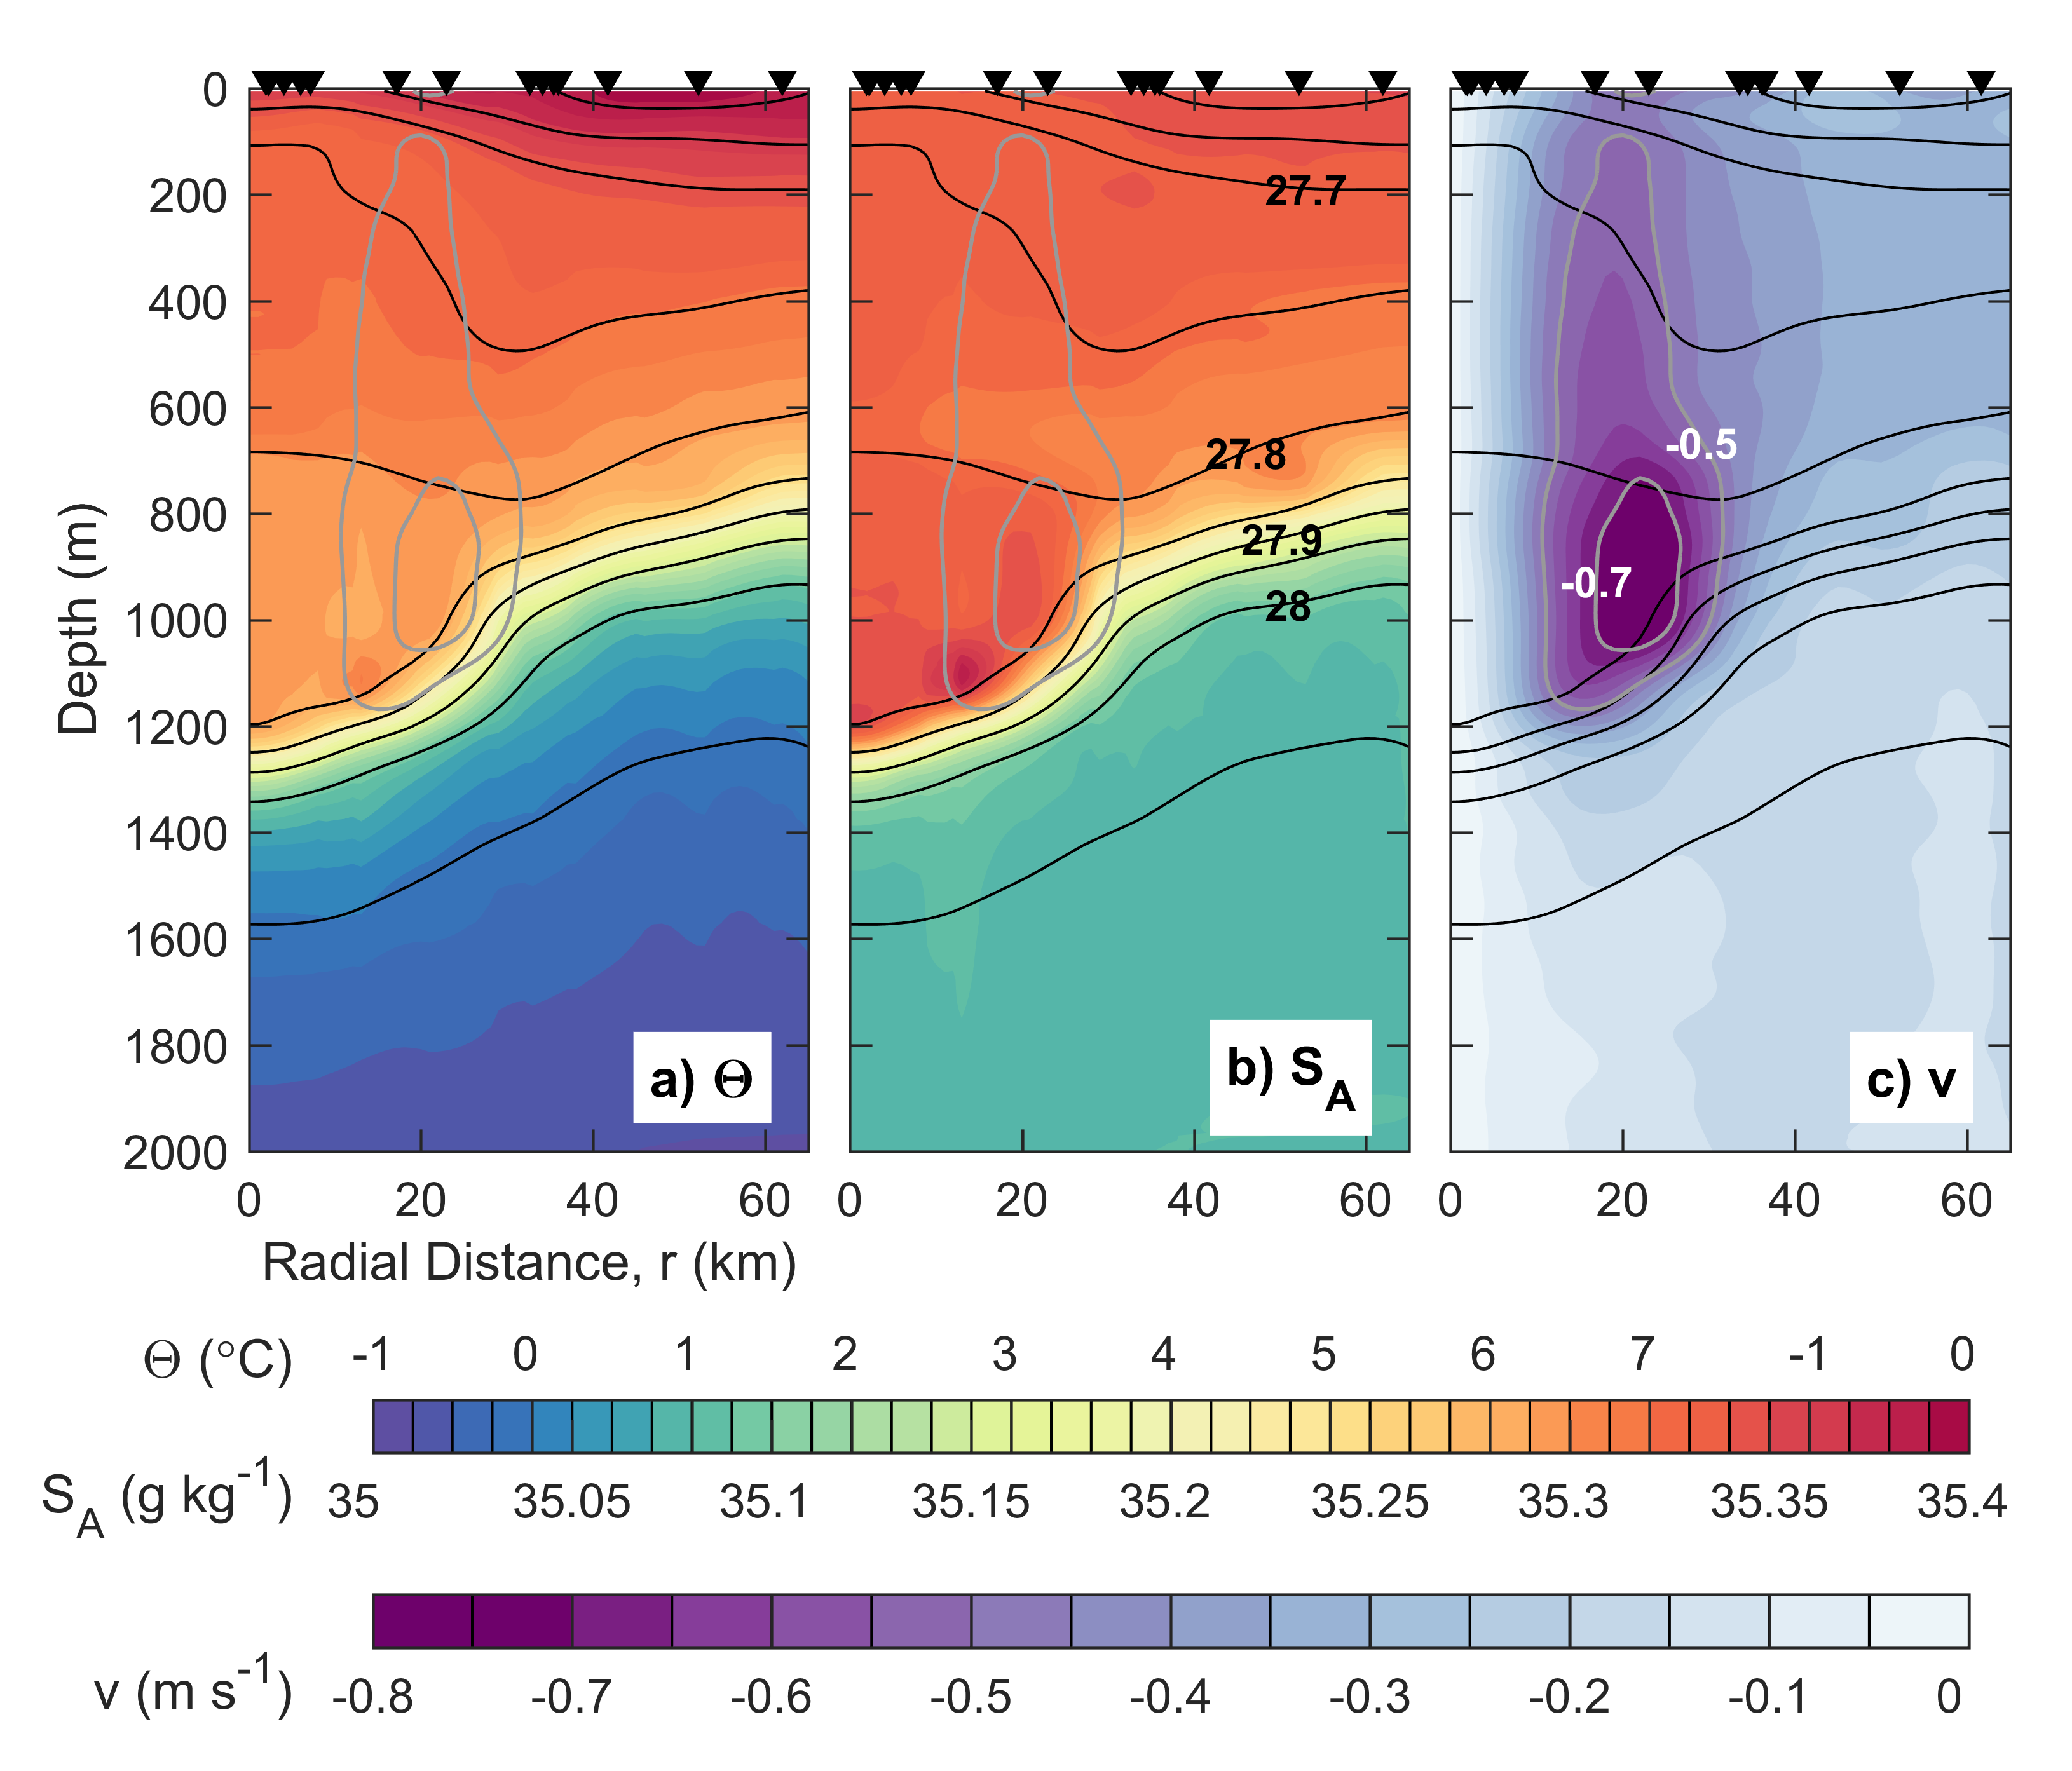 0
200
400
600
800
1000
1200
1400
1600
1800
2000
Depth (m)
a) Θ
27.7
27.8
27.9
28
b) S_A
-0.5
-0.7
c) v
0 20 40 60
0 20 40 60
0 20 40 60
Radial Distance, r (km)
Θ (°C) -1 0 1 2 3 4 5 6 7 -1 0
S_A (g kg^-1) 35 35.05 35.1 35.15 35.2 35.25 35.3 35.35 35.4
v (m s^-1) -0.8 -0.7 -0.6 -0.5 -0.4 -0.3 -0.2 -0.1 0